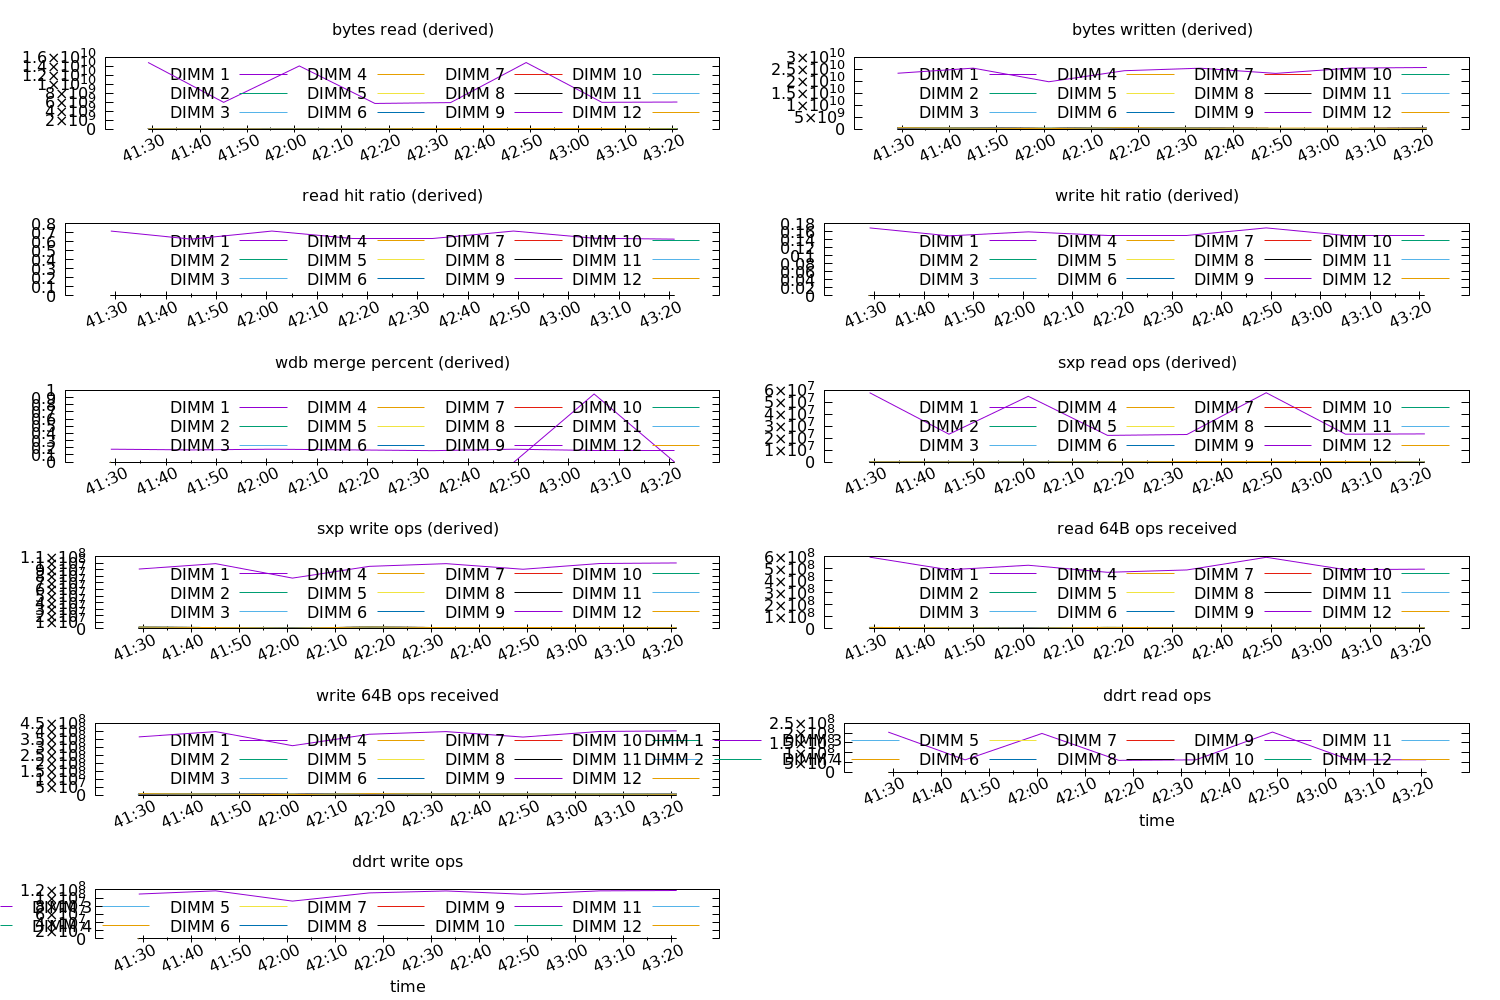 bytes read (derived)
1.6×10^10
1.4×10^10
1.2×10^10
1×10^10
8×10^9
6×10^9
4×10^9
2×10^9
0
DIMM 1 DIMM 4 DIMM 7 DIMM 10
DIMM 2 DIMM 5 DIMM 8 DIMM 11
DIMM 3 DIMM 6 DIMM 9 DIMM 12
41:30 41:40 41:50 42:00 42:10 42:20 42:30 42:40 42:50 43:00 43:10 43:20
bytes written (derived)
3×10^10
2.5×10^10
2×10^10
1.5×10^10
1×10^10
5×10^9
0
DIMM 1 DIMM 4 DIMM 7 DIMM 10
DIMM 2 DIMM 5 DIMM 8 DIMM 11
DIMM 3 DIMM 6 DIMM 9 DIMM 12
41:30 41:40 41:50 42:00 42:10 42:20 42:30 42:40 42:50 43:00 43:10 43:20
read hit ratio (derived)
0.8
0.7
0.6
0.5
0.4
0.3
0.2
0.1
0
DIMM 1 DIMM 4 DIMM 7 DIMM 10
DIMM 2 DIMM 5 DIMM 8 DIMM 11
DIMM 3 DIMM 6 DIMM 9 DIMM 12
41:30 41:40 41:50 42:00 42:10 42:20 42:30 42:40 42:50 43:00 43:10 43:20
write hit ratio (derived)
0.18
0.16
0.14
0.1
0.08
0.06
0.04
0.02
0
DIMM 1 DIMM 4 DIMM 7 DIMM 10
DIMM 2 DIMM 5 DIMM 8 DIMM 11
DIMM 3 DIMM 6 DIMM 9 DIMM 12
41:30 41:40 41:50 42:00 42:10 42:20 42:30 42:40 42:50 43:00 43:10 43:20
wdb merge percent (derived)
1
0.9
0.8
0.7
0.6
0.5
0.4
0.3
0.2
0.1
0
DIMM 1 DIMM 4 DIMM 7 DIMM 10
DIMM 2 DIMM 5 DIMM 8 DIMM 11
DIMM 3 DIMM 6 DIMM 9 DIMM 12
41:30 41:40 41:50 42:00 42:10 42:20 42:30 42:40 42:50 43:00 43:10 43:20
sxp read ops (derived)
6×10^7
5×10^7
4×10^7
3×10^7
2×10^7
1×10^7
0
DIMM 1 DIMM 4 DIMM 7 DIMM 10
DIMM 2 DIMM 5 DIMM 8 DIMM 11
DIMM 3 DIMM 6 DIMM 9 DIMM 12
41:30 41:40 41:50 42:00 42:10 42:20 42:30 42:40 42:50 43:00 43:10 43:20
sxp write ops (derived)
1.1×10^8
1×10^7
0
DIMM 1 DIMM 4 DIMM 7 DIMM 10
DIMM 2 DIMM 5 DIMM 8 DIMM 11
DIMM 3 DIMM 6 DIMM 9 DIMM 12
41:30 41:40 41:50 42:00 42:10 42:20 42:30 42:40 42:50 43:00 43:10 43:20
read 64B ops received
6×10^8
5×10^8
4×10^8
3×10^8
2×10^8
1×10^8
0
DIMM 1 DIMM 4 DIMM 7 DIMM 10
DIMM 2 DIMM 5 DIMM 8 DIMM 11
DIMM 3 DIMM 6 DIMM 9 DIMM 12
41:30 41:40 41:50 42:00 42:10 42:20 42:30 42:40 42:50 43:00 43:10 43:20
write 64B ops received
4.5×10^8
4×10^8
3.5×10^8
3×10^8
2.5×10^8
2×10^8
1.5×10^8
1×10^8
5×10^7
0
DIMM 1 DIMM 4 DIMM 7 DIMM 10
DIMM 2 DIMM 5 DIMM 8 DIMM 11
DIMM 3 DIMM 6 DIMM 9 DIMM 12
41:30 41:40 41:50 42:00 42:10 42:20 42:30 42:40 42:50 43:00 43:10 43:20
ddrt read ops
2.5×10^8
2×10^8
1.5×10^8
1×10^8
5×10^7
0
DIMM 1 DIMM 3 DIMM 5 DIMM 7 DIMM 9 DIMM 11
DIMM 2 DIMM 4 DIMM 6 DIMM 8 DIMM 10 DIMM 12
41:30 41:40 41:50 42:00 42:10 42:20 42:30 42:40 42:50 43:00 43:10 43:20
time
ddrt write ops
1.2×10^8
1×10^8
2×10^7
0
DIMM 3 DIMM 5 DIMM 7 DIMM 9 DIMM 11
DIMM 4 DIMM 6 DIMM 8 DIMM 10 DIMM 12
41:30 41:40 41:50 42:00 42:10 42:20 42:30 42:40 42:50 43:00 43:10 43:20
time